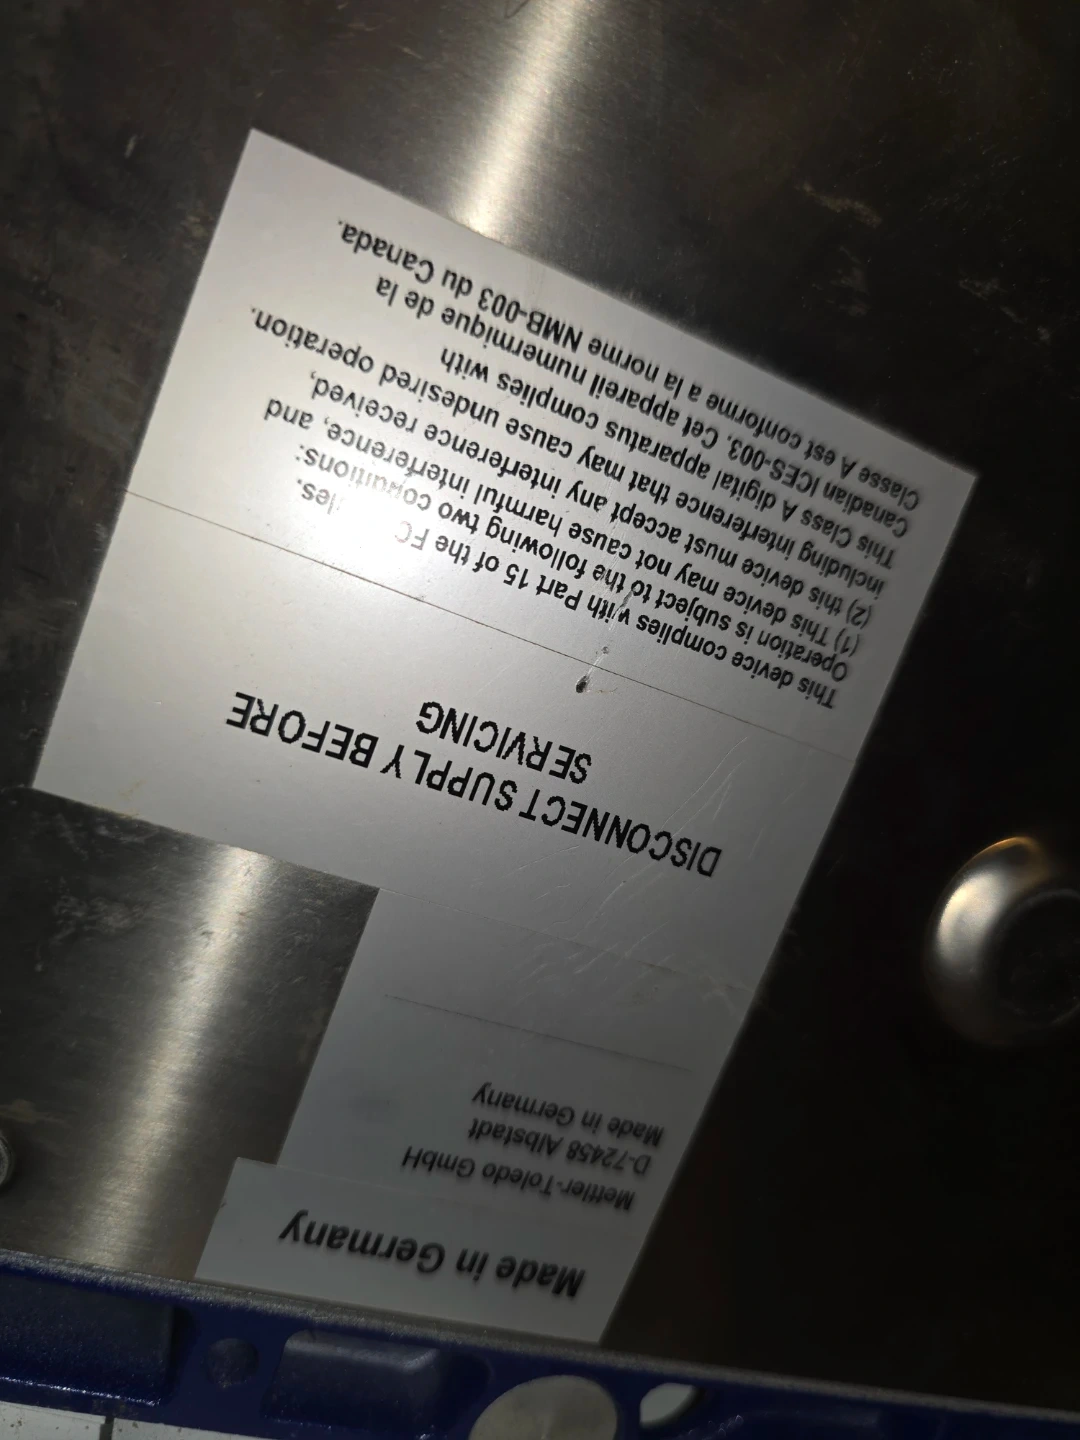 This device complies with Part 15 of the FC
Operation is subject to the following two conditions:
(1) This device may not cause harmful interference, and
(2) this device must accept any interference received,
including interference that may cause undesired operation.
This Class A digital apparatus complies with
Canadian ICES-003. Cet appareil numermique de la
Classe A est conforme a la norme NMB-003 du Canada.
DISCONNECT SUPPLY BEFORE
SERVICING
Mettler-Toledo GmbH
D-72458 Albstadt
Made in Germany
Made in Germany